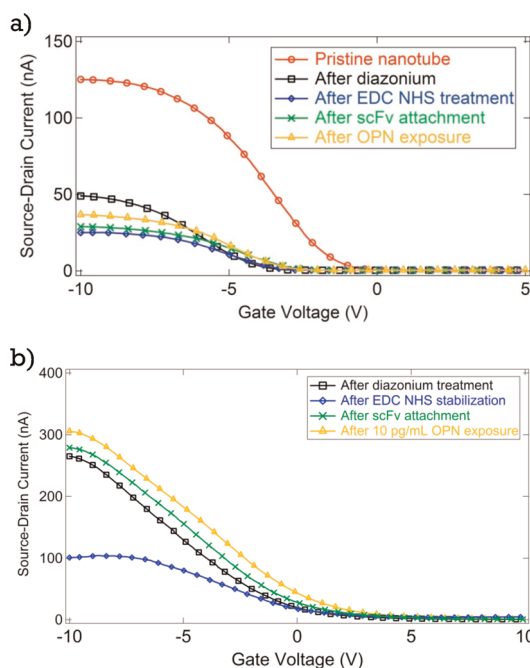 a)
150
100
50
0
Source-Drain Current (nA)
Pristine nanotube
After diazonium
After EDC NHS treatment
After scFv attachment
After OPN exposure
-10
-5
0
5
Gate Voltage (V)
b)
400
300
200
100
0
Source-Drain Current (nA)
After diazonium treatment
After EDC NHS stabilization
After scFv attachment
After 10 pg/mL OPN exposure
-10
-5
0
5
10
Gate Voltage (V)